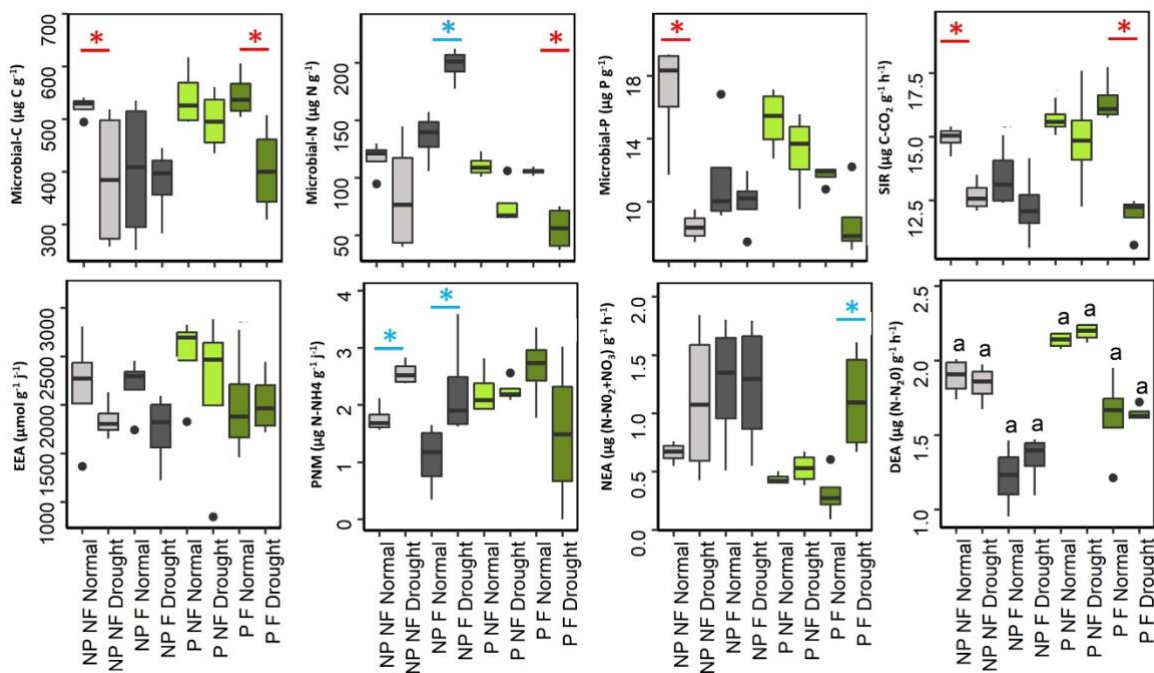 Microbial-C (µg C g⁻¹)
700
600
500
400
300
*
*
Microbial-N (µg N g⁻¹)
200
150
100
50
*
*
Microbial-P (µg P g⁻¹)
18
14
10
*
SIR (µg C-CO₂ g⁻¹ h⁻¹)
17.5
15.0
12.5
*
*
EEA (µmol g⁻¹ j⁻¹)
3000
2500
2000
1500
1000
PNM (µg N-NH4 g⁻¹ j⁻¹)
4
3
2
1
0
*
*
NEA (µg (N-NO₂+NO₃) g⁻¹ h⁻¹)
2.0
1.5
1.0
0.5
0.0
*
DEA (µg (N-N₂O) g⁻¹ h⁻¹)
2.5
2.0
1.5
1.0
a
a
a
a
a
a
a
a
NP NF Normal
NP NF Drought
NP F Normal
NP F Drought
P NF Normal
P NF Drought
P F Normal
P F Drought
NP NF Normal
NP NF Drought
NP F Normal
NP F Drought
P NF Normal
P NF Drought
P F Normal
P F Drought
NP NF Normal
NP NF Drought
NP F Normal
NP F Drought
P NF Normal
P NF Drought
P F Normal
P F Drought
NP NF Normal
NP NF Drought
NP F Normal
NP F Drought
P NF Normal
P NF Drought
P F Normal
P F Drought